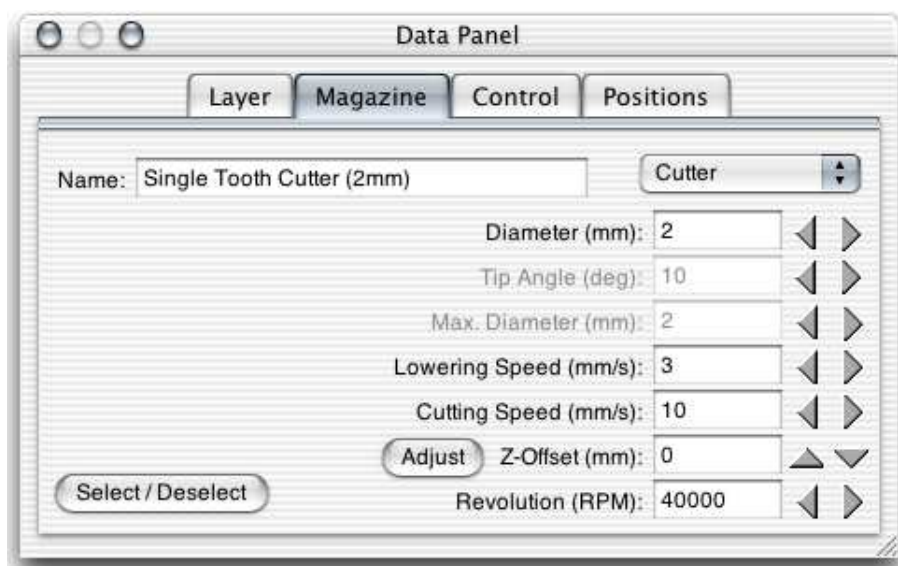 Data Panel
Layer Magazine Control Positions
Name: Single Tooth Cutter (2mm) Cutter
Diameter (mm): 2
Tip Angle (deg): 10
Max. Diameter (mm): 2
Lowering Speed (mm/s): 3
Cutting Speed (mm/s): 10
Adjust Z-Offset (mm): 0
Select / Deselect Revolution (RPM): 40000